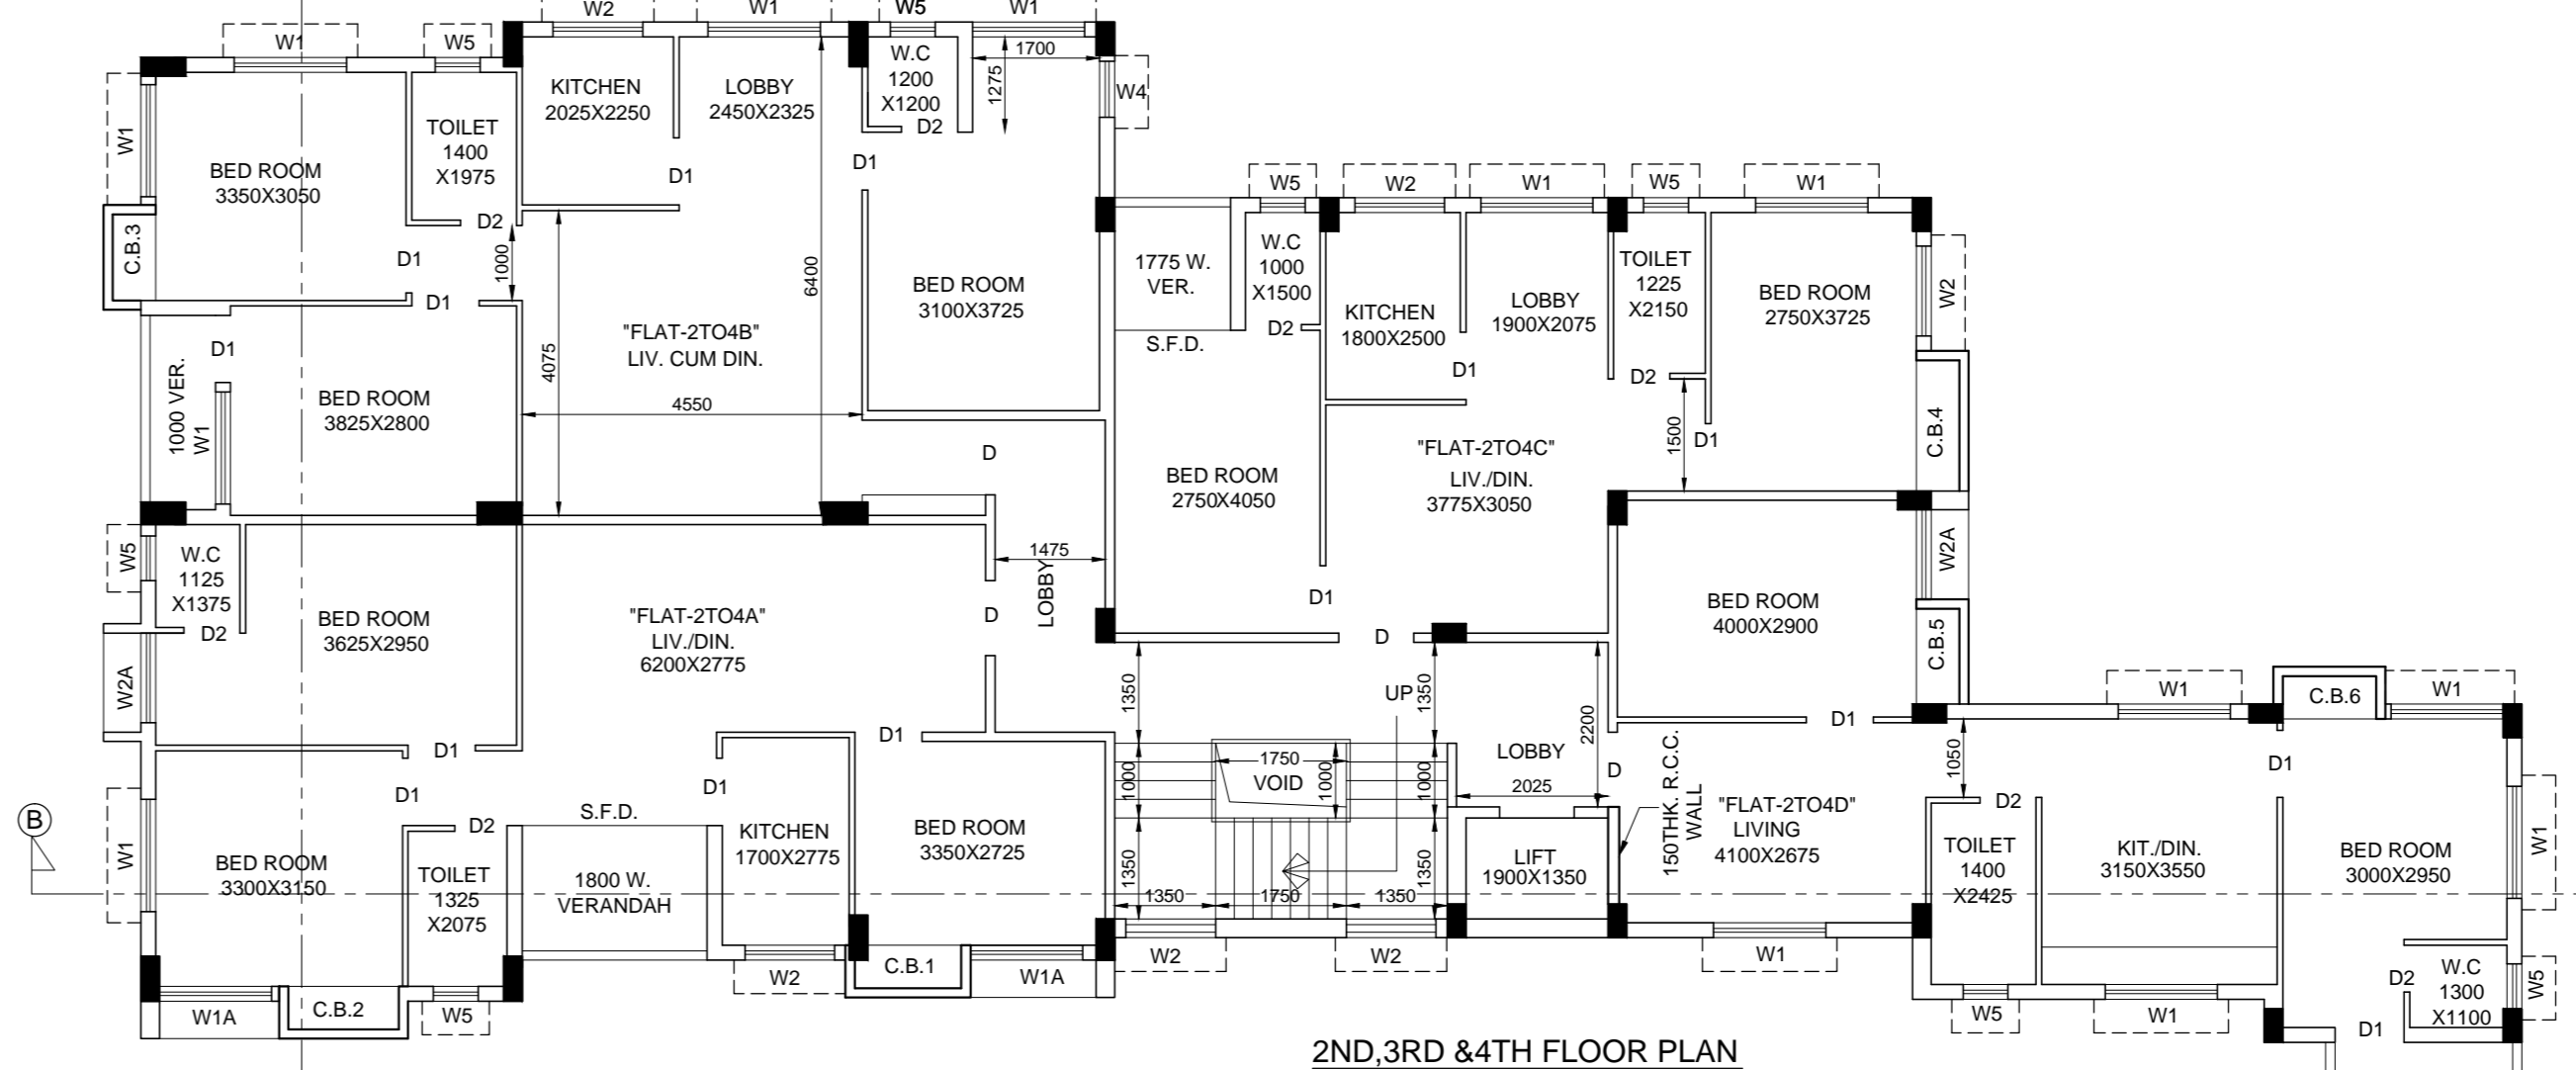 W2
W1
W5
W1
W1
W5
1700
1275
W4
W1
KITCHEN
2025X2250
LOBBY
2450X2325
W.C
1200
X1200
D2
TOILET
1400
X1975
D2
BED ROOM
3350X3050
D1
D1
C.B.3
D1
1000
D1
6400
BED ROOM
3100X3725
"FLAT-2TO4B"
LIV. CUM DIN.
4075
4550
D1
1000 VER.
W1
BED ROOM
3825X2800
D
W5
W2
W1
W5
W1
1775 W.
VER.
S.F.D.
W.C
1000
X1500
D2
KITCHEN
1800X2500
D1
LOBBY
1900X2075
TOILET
1225
X2150
D2
BED ROOM
2750X3725
W2
C.B.4
1500
D1
BED ROOM
2750X4050
D1
"FLAT-2TO4C"
LIV./DIN.
3775X3050
W2A
BED ROOM
4000X2900
C.B.5
D1
W5
W.C
1125
X1375
D2
W2A
BED ROOM
3625X2950
D1
"FLAT-2TO4A"
LIV./DIN.
6200X2775
D
1475
LOBBY
D
1350
UP
1350
2200
LOBBY
2025
D
150THK. R.C.C.
WALL
1750
VOID
1000
1000
1000
1350
1350
1350
1750
1350
LIFT
1900X1350
"FLAT-2TO4D"
LIVING
4100X2675
W1
C.B.6
W1
1050
D2
TOILET
1400
X2425
KIT./DIN.
3150X3550
D1
BED ROOM
3000X2950
W1
D2
W.C
1300
X1100
W5
D1
B
W1
D1
BED ROOM
3300X3150
D2
TOILET
1325
X2075
S.F.D.
1800 W.
VERANDAH
D1
KITCHEN
1700X2775
D1
BED ROOM
3350X2725
W2
C.B.1
W1A
W2
W2
W1
W5
W1
W1A
C.B.2
W5
2ND,3RD &4TH FLOOR PLAN